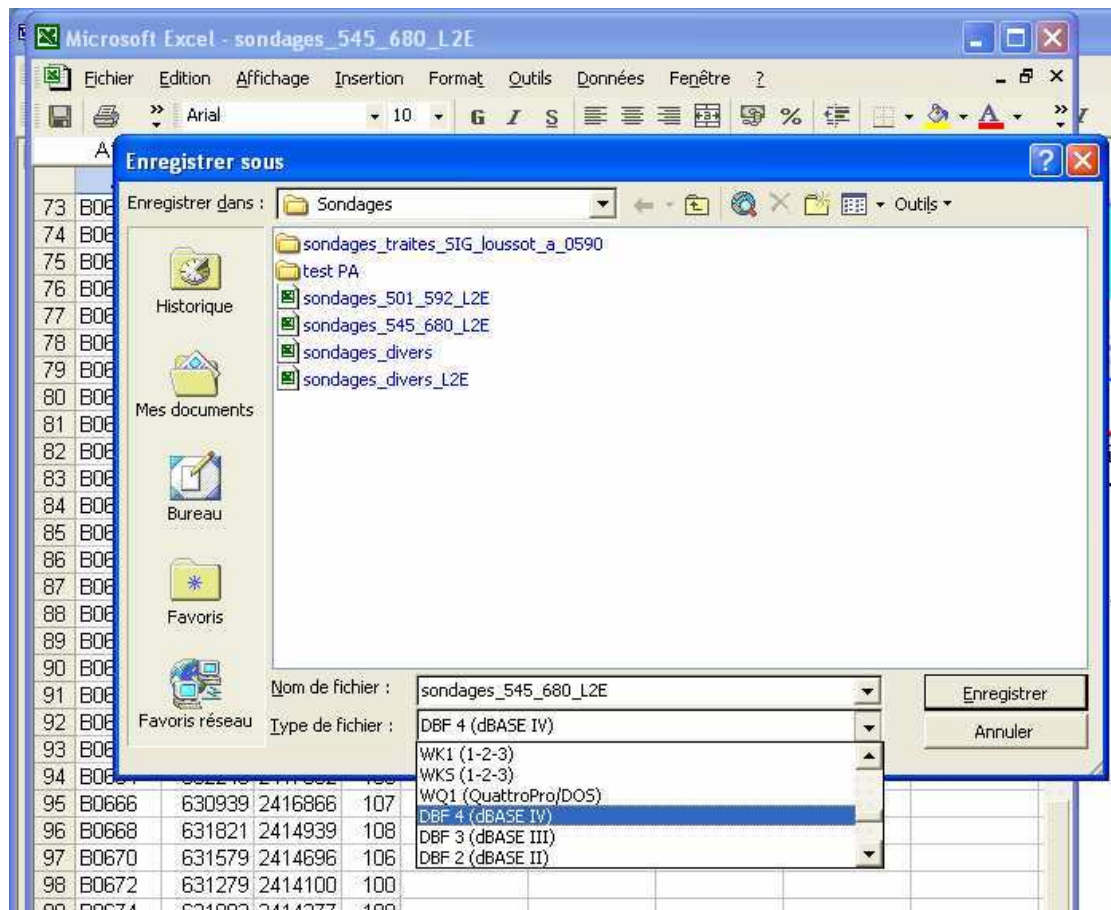 Microsoft Excel - sondages_545_680_L2E
Fichier Edition Affichage Insertion Format Outils Données Fenêtre ?
Arial 10 G I S %
Enregistrer sous
Enregistrer dans : Sondages Outils
sondages_traites_SIG_loussot_a_0590
test PA
sondages_501_592_L2E
sondages_545_680_L2E
sondages_divers
sondages_divers_L2E
Historique
Mes documents
Bureau
Favoris
Favoris réseau
Nom de fichier : sondages_545_680_L2E Enregistrer
Type de fichier : DBF 4 (dBASE IV) Annuler
WK1 (1-2-3)
WKS (1-2-3)
WQ1 (QuattroPro/DOS)
DBF 4 (dBASE IV)
DBF 3 (dBASE III)
DBF 2 (dBASE II)
73
74
75
76
77
78
79
80
81
82
83
84
85
86
87
88
89
90
91
92
93
94
95 B0666 630939 2416866 107
96 B0668 631821 2414939 108
97 B0670 631579 2414696 106
98 B0672 631279 2414100 100